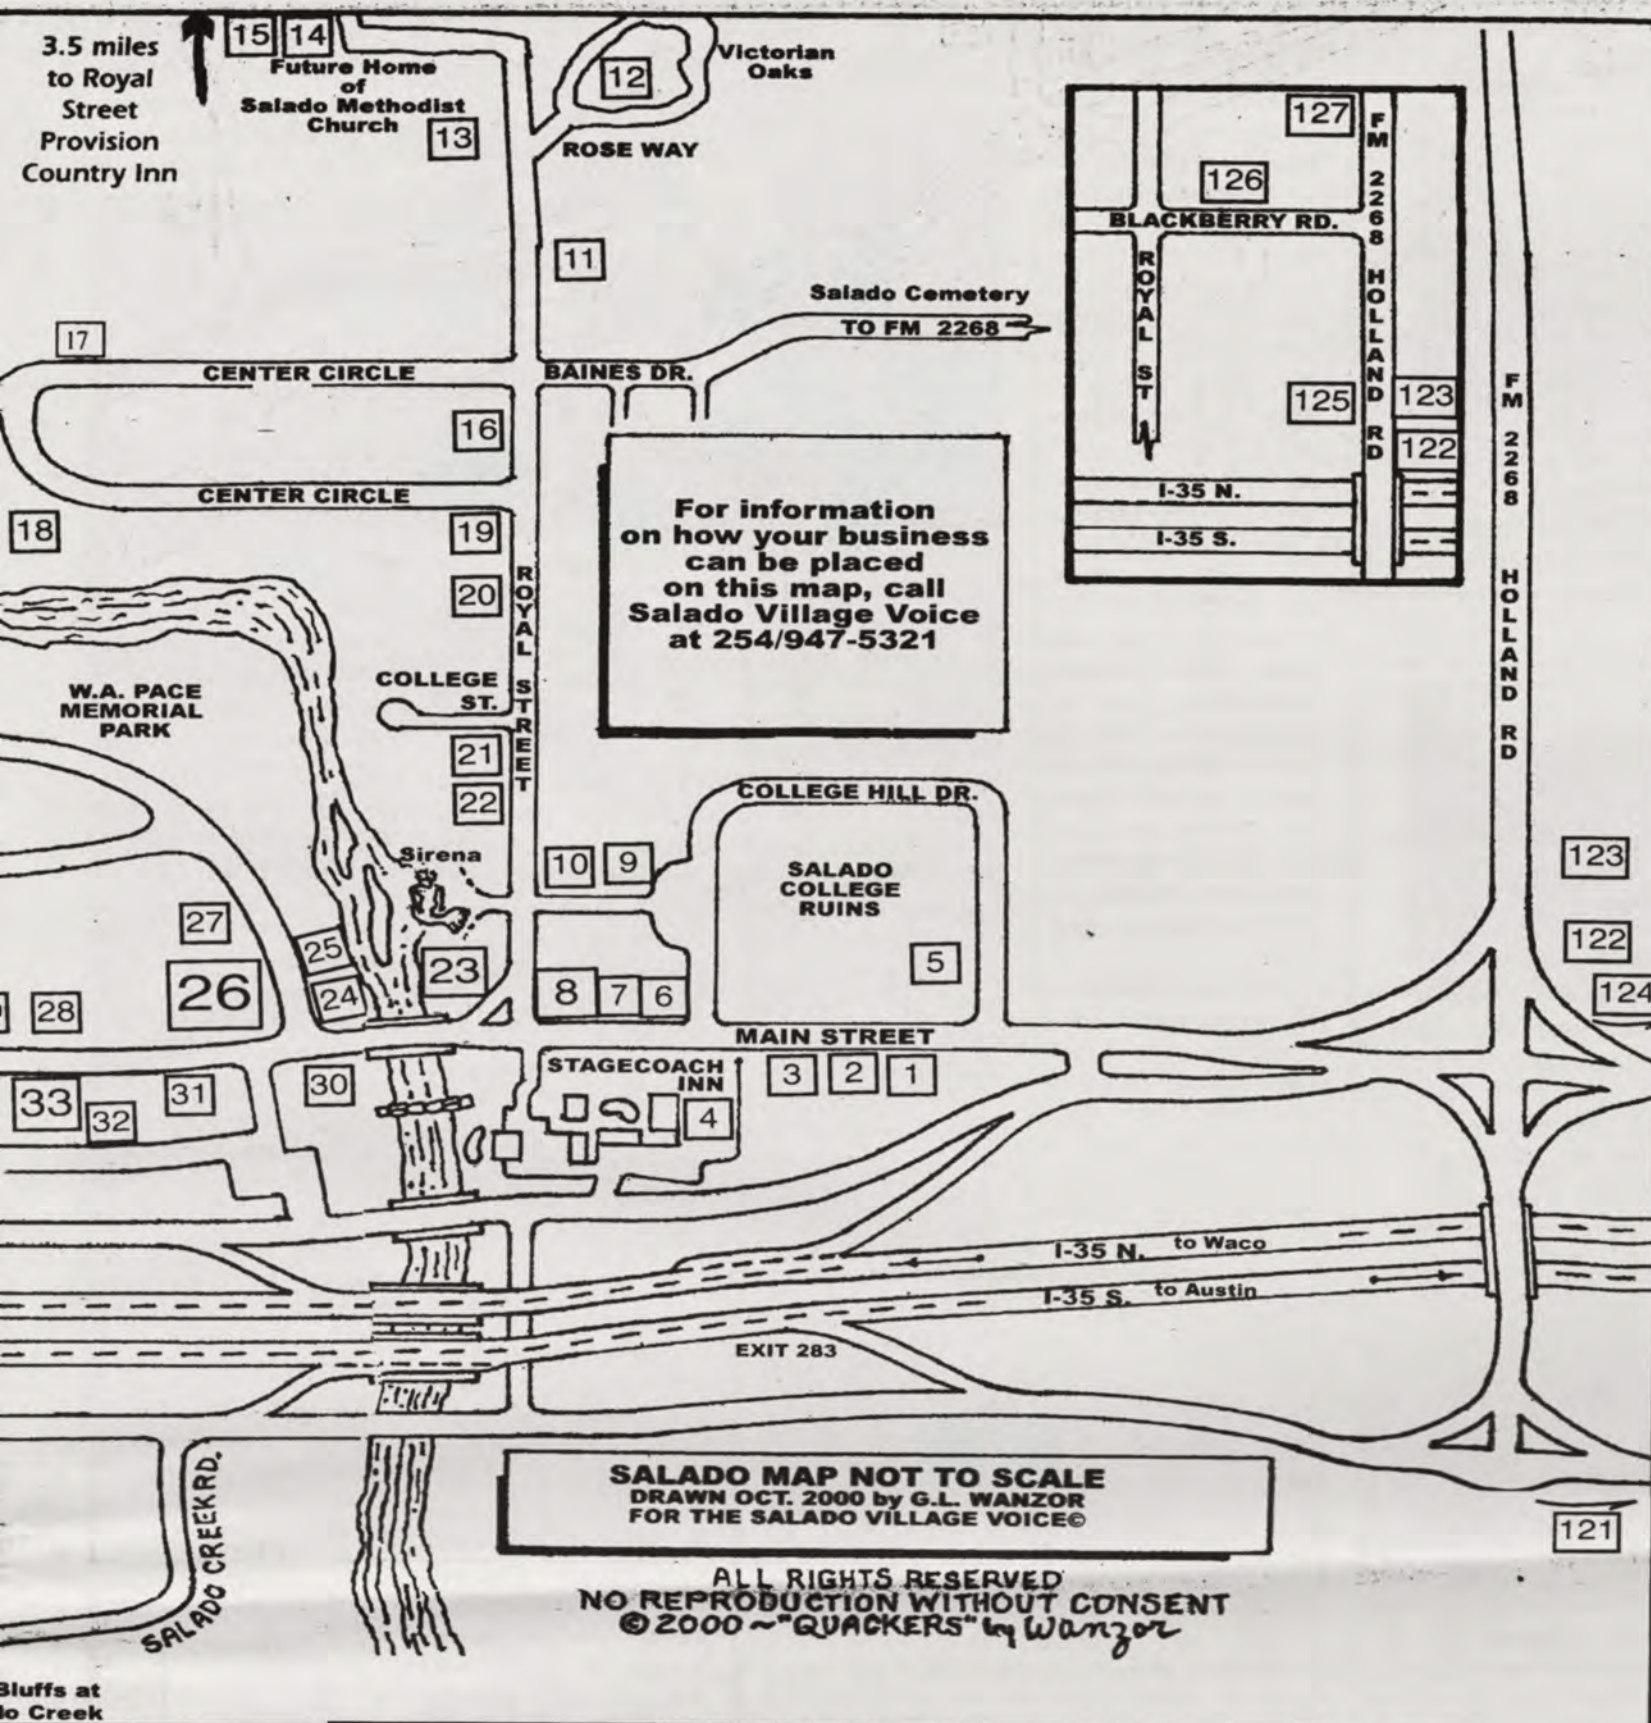 3.5 miles
to Royal
Street
Provision
Country Inn
15
14
Future Home
of
Salado Methodist
Church
13
12
Victorian
Oaks
ROSE WAY
11
Salado Cemetery
TO FM 2268
17
CENTER CIRCLE
BAINES DR.
16
CENTER CIRCLE
18
19
20
ROYAL STREET
For information
on how your business
can be placed
on this map, call
Salado Village Voice
at 254/947-5321
127
126
BLACKBERRY RD.
FM 2268 HOLLAND RD
ROYAL ST
125
123
122
I-35 N.
I-35 S.
FM 2268 HOLLAND RD
W.A. PACE
MEMORIAL
PARK
COLLEGE
ST.
21
22
COLLEGE HILL DR.
SALADO
COLLEGE
RUINS
5
Sirena
10
9
123
122
124
27
25
24
23
26
28
8
7
6
MAIN STREET
33
32
31
30
STAGECOACH
INN
4
3
2
1
I-35 N. to Waco
I-35 S. to Austin
EXIT 283
SALADO CREEK RD.
SALADO MAP NOT TO SCALE
DRAWN OCT. 2000 by G.L. WANZOR
FOR THE SALADO VILLAGE VOICE©
121
ALL RIGHTS RESERVED
NO REPRODUCTION WITHOUT CONSENT
©2000~"QUACKERS" by Wanzor
Bluffs at
do Creek